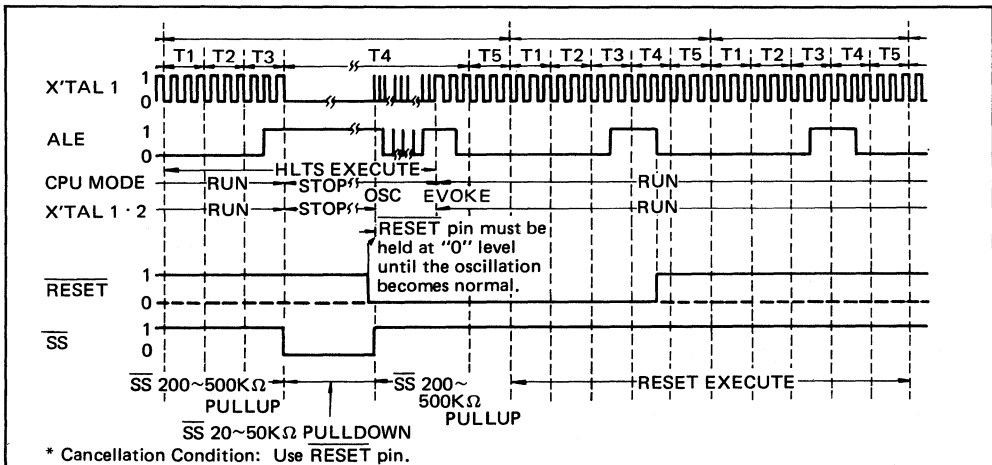 T1 T2 T3 T4 T5 T1 T2 T3 T4 T5 T1 T2 T3 T4 T5
X'TAL 1 1
0
ALE 1
0
HLTS EXECUTE
CPU MODE RUN STOP OSC EVOKE RUN
X'TAL 1·2 RUN STOP RUN
RESET pin must be
held at "0" level
until the oscillation
becomes normal.
RESET 1
0
SS 1
0
SS 200~500KΩ
PULLUP
SS 200~
500KΩ
PULLUP
RESET EXECUTE
SS 20~50KΩ PULLDOWN
* Cancellation Condition: Use RESET pin.